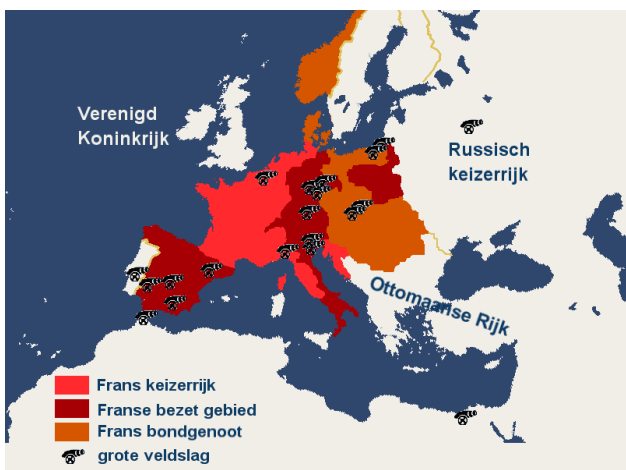 Verenigd
Koninkrijk
Russisch
keizerrijk
Ottomaanse Rijk
Frans keizerrijk
Franse bezet gebied
Frans bondgenoot
grote veldslag